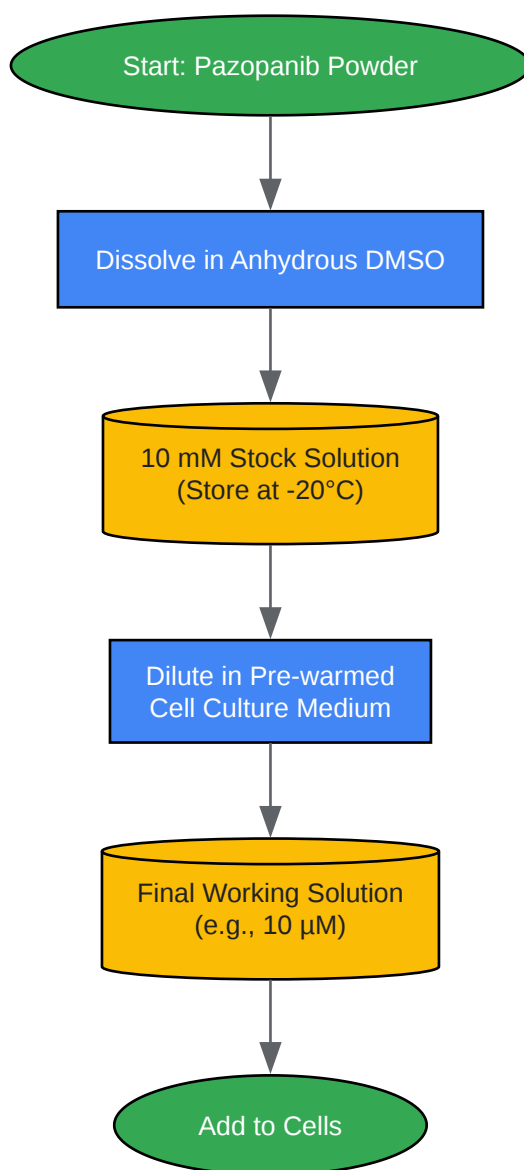 Start: Pazopanib Powder
Dissolve in Anhydrous DMSO
10 mM Stock Solution
(Store at -20°C)
Dilute in Pre-warmed
Cell Culture Medium
Final Working Solution
(e.g., 10 µM)
Add to Cells